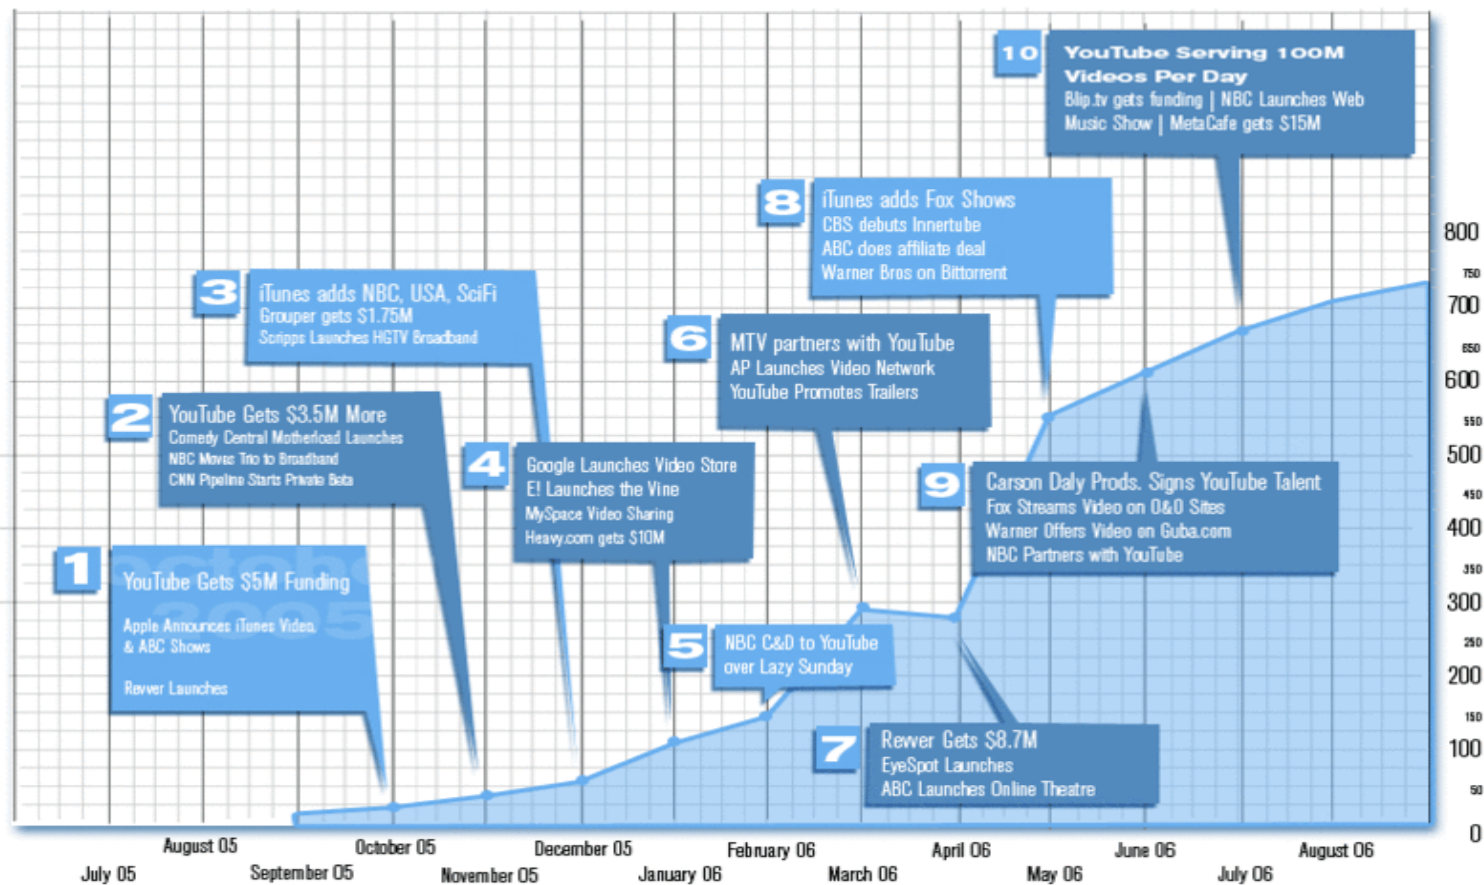 10
YouTube Serving 100M
Videos Per Day
Blip.tv gets funding | NBC Launches Web
Music Show | MetaCafe gets $15M
8
iTunes adds Fox Shows
CBS debuts Innertube
ABC does affiliate deal
Warner Bros on Bittorrent
3
iTunes adds NBC, USA, SciFi
Grouper gets $1.75M
Scripps Launches HGTV Broadband
6
MTV partners with YouTube
AP Launches Video Network
YouTube Promotes Trailers
2
YouTube Gets $3.5M More
Comedy Central Motherload Launches
NBC Moves Trio to Broadband
CNN Pipeline Starts Private Beta
4
Google Launches Video Store
E! Launches the Vine
MySpace Video Sharing
Heavy.com gets $10M
9
Carson Daly Prods. Signs YouTube Talent
Fox Streams Video on O&O Sites
Warner Offers Video on Guba.com
NBC Partners with YouTube
1
octobe
2005
YouTube Gets $5M Funding
Apple Announces iTunes Video
& ABC Shows
Revver Launches
5
NBC C&D to YouTube
over Lazy Sunday
7
Revver Gets $8.7M
EyeSpot Launches
ABC Launches Online Theatre
800
750
700
650
600
550
500
450
400
350
300
250
200
150
100
50
0
July 05
August 05
September 05
October 05
November 05
December 05
January 06
February 06
March 06
April 06
May 06
June 06
July 06
August 06